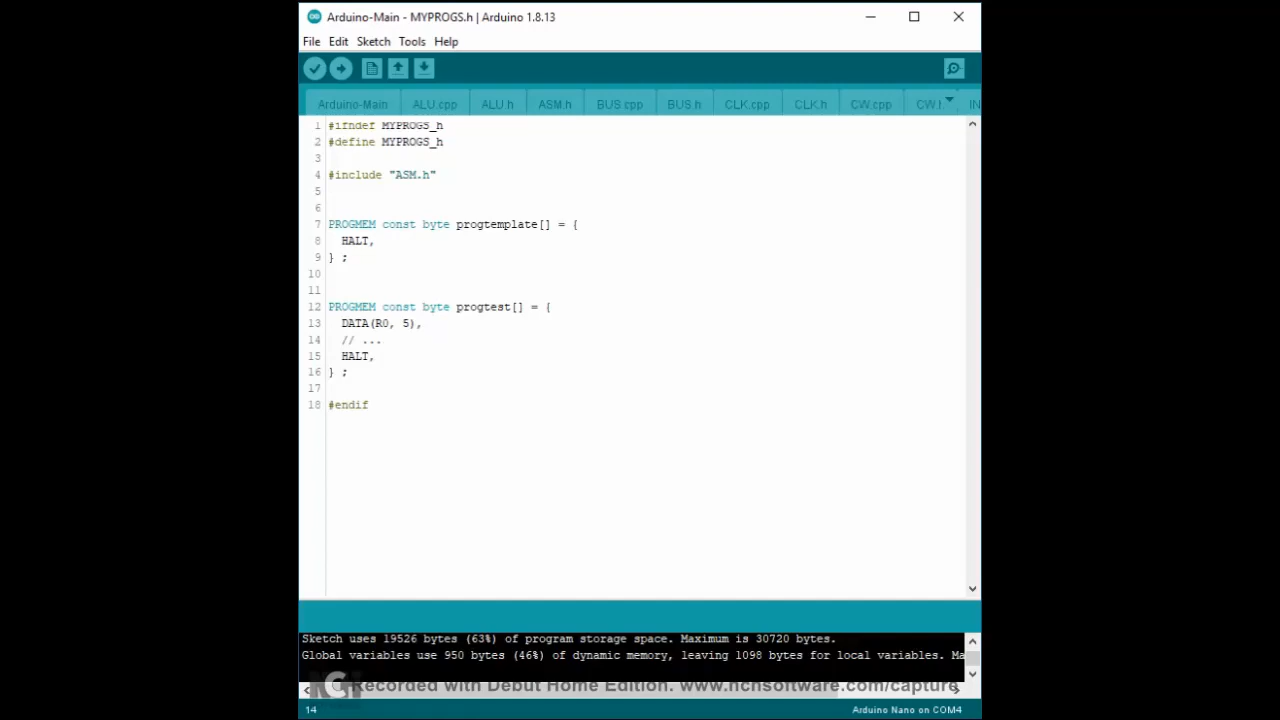 Arduino-Main - MYPROGS.h | Arduino 1.8.13
File Edit Sketch Tools Help
Arduino-Main ALU.cpp ALU.h ASM.h BUS.cpp BUS.h CLK.cpp CLK.h CW.cpp CW. IN
1 #ifndef MYPROGS_h
2 #define MYPROGS_h
3
4 #include "ASM.h"
5
6
7 PROGMEM const byte progtemplate[] = {
8 HALT,
9 } ;
10
11
12 PROGMEM const byte progtest[] = {
13 DATA(R0, 5),
14 // ...
15 HALT,
16 } ;
17
18 #endif
Sketch uses 19526 bytes (63%) of program storage space. Maximum is 30720 bytes.
Global variables use 950 bytes (46%) of dynamic memory, leaving 1098 bytes for local variables. Ma
Recorded with Debut Home Edition. www.nchsoftware.com/capture
14 Arduino Nano on COM4